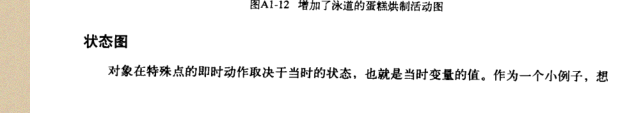 图A1-12 增加了泳道的蛋糕烘制活动图
状态图
对象在特殊点的即时动作取决于当时的状态，也就是当时变量的值。作为一个小例子，想